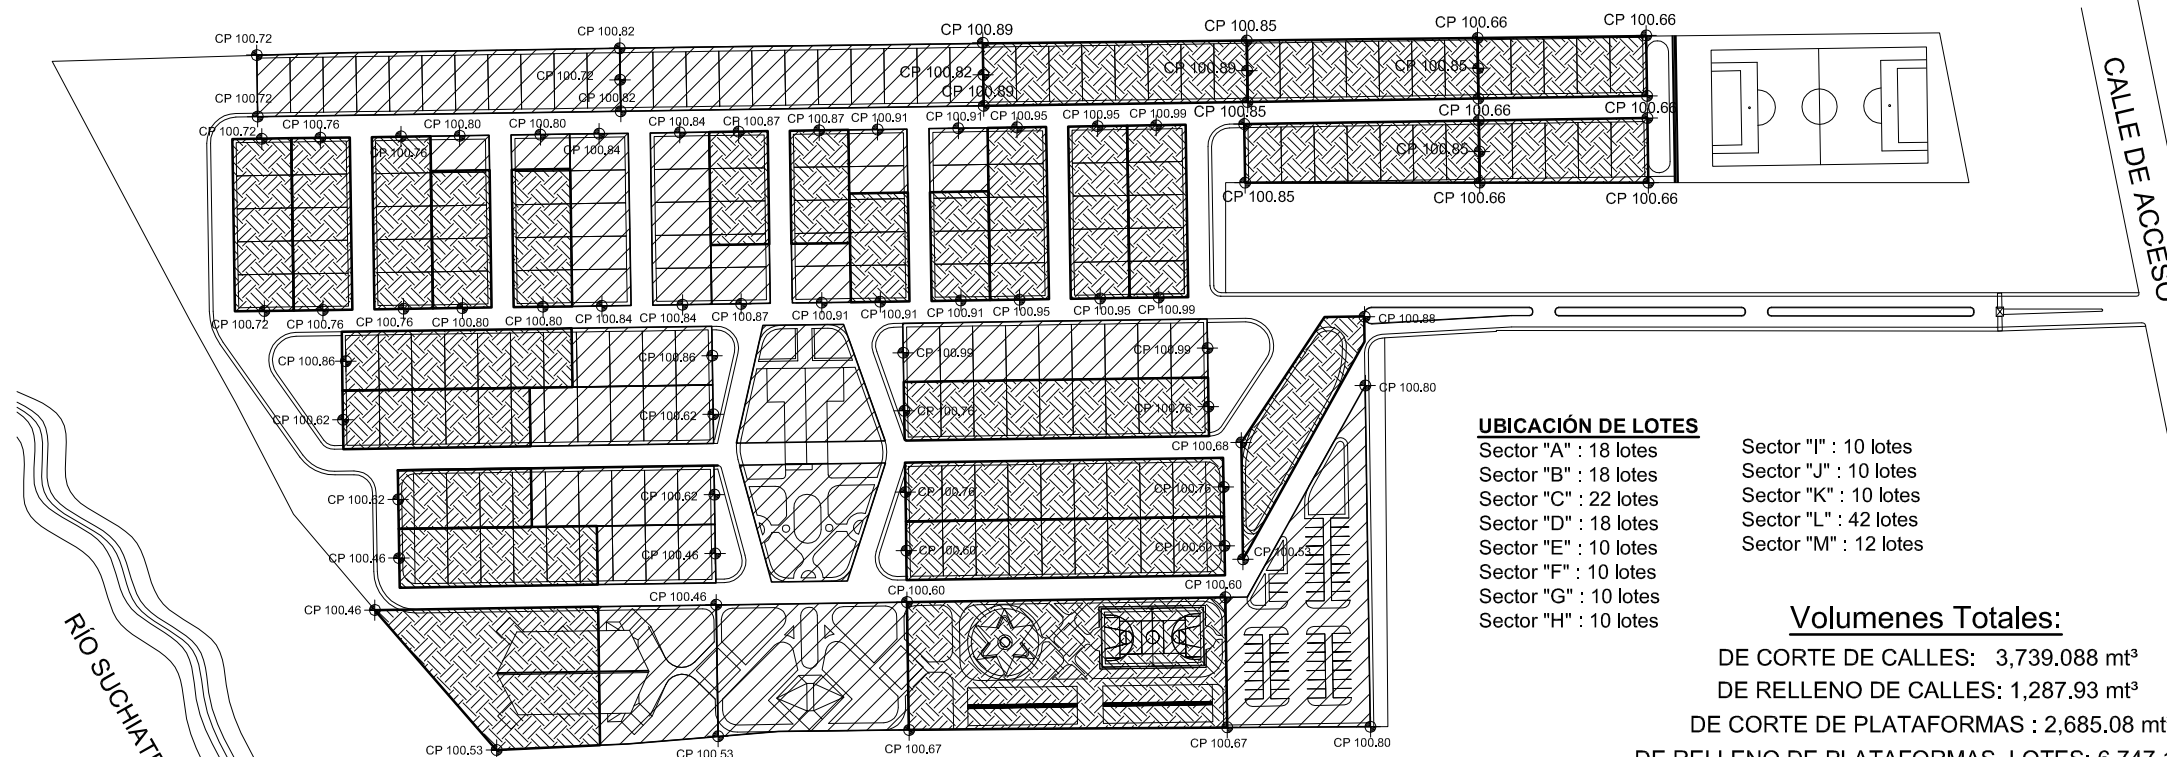 CP 100.72
CP 100.82
CP 100.89
CP 100.85
CP 100.66
CP 100.66
CP 100.72
CP 100.82
CP 100.89
CP 100.85
CP 100.72
CP 100.82
CP 100.89
CP 100.85
CP 100.66
CP 100.66
CP 100.72
CP 100.76
CP 100.76
CP 100.80
CP 100.80
CP 100.84
CP 100.84
CP 100.87
CP 100.87
CP 100.91
CP 100.91
CP 100.95
CP 100.95
CP 100.99
CP 100.85
CP 100.85
CP 100.66
CP 100.66
CALLE DE ACCESO
CP 100.72
CP 100.76
CP 100.76
CP 100.80
CP 100.80
CP 100.84
CP 100.84
CP 100.87
CP 100.91
CP 100.91
CP 100.91
CP 100.95
CP 100.95
CP 100.99
CP 100.88
CP 100.86
CP 100.86
CP 100.99
CP 100.99
CP 100.80
CP 100.62
CP 100.62
CP 100.76
CP 100.76
CP 100.68
CP 100.62
CP 100.62
CP 100.76
CP 100.76
CP 100.46
CP 100.46
CP 100.60
CP 100.60
CP 100.53
CP 100.46
CP 100.46
CP 100.60
CP 100.60
CP 100.53
CP 100.53
CP 100.67
CP 100.67
CP 100.80
UBICACIÓN DE LOTES
Sector "A" : 18 lotes
Sector "B" : 18 lotes
Sector "C" : 22 lotes
Sector "D" : 18 lotes
Sector "E" : 10 lotes
Sector "F" : 10 lotes
Sector "G" : 10 lotes
Sector "H" : 10 lotes
Sector "I" : 10 lotes
Sector "J" : 10 lotes
Sector "K" : 10 lotes
Sector "L" : 42 lotes
Sector "M" : 12 lotes
Volumenes Totales:
DE CORTE DE CALLES: 3,739.088 mt³
DE RELLENO DE CALLES: 1,287.93 mt³
DE CORTE DE PLATAFORMAS : 2,685.08 mt
DE RELLENO DE PLATAFORMAS LOTES: 6,747
RÍO SUCHIAT